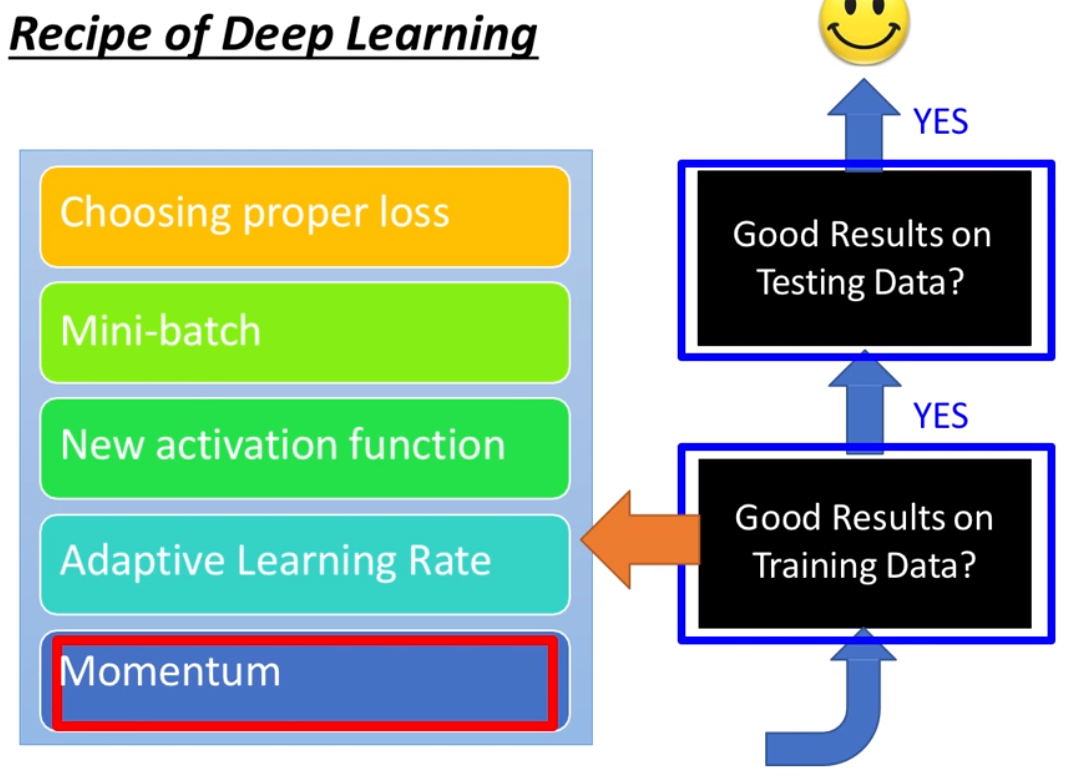 Recipe of Deep Learning
Choosing proper loss
Mini-batch
New activation function
Adaptive Learning Rate
Momentum
YES
Good Results on
Testing Data?
YES
Good Results on
Training Data?